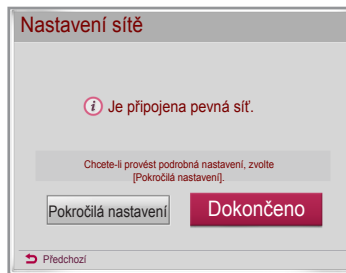 Nastavení sítě
Je připojena pevná síť.
Chcete-li provést podrobná nastavení, zvolte
[Pokročilá nastavení].
Pokročilá nastavení
Dokončeno
Předchozí